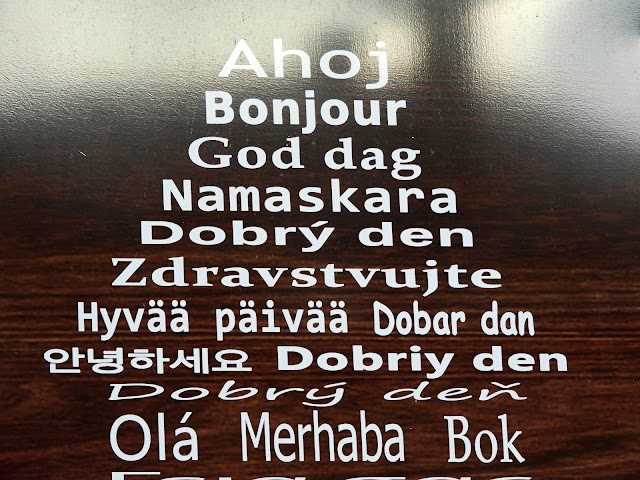 Ahoj
Bonjour
God dag
Namaskara
Dobrý den
Zdravstvujte
Hyvää päivää Dobar dan
안녕하세요 Dobriy den
Dobrý deň
Olá Merhaba Bok